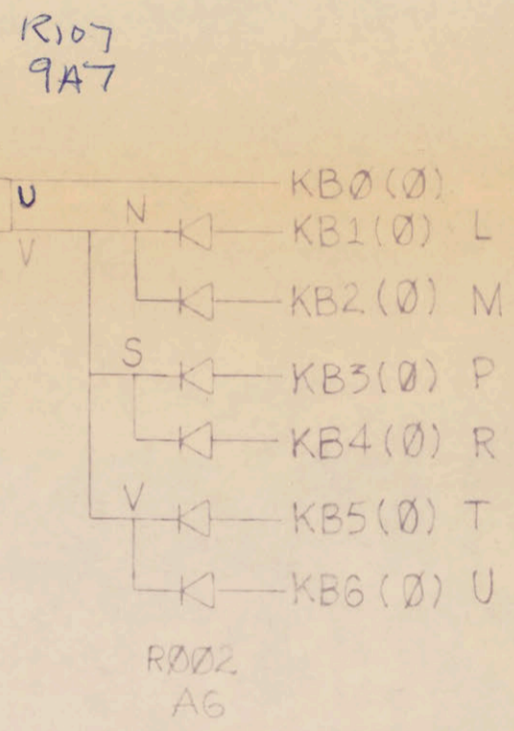 R107
9A7
U KBØ(Ø)
V N KB1(Ø) L
KB2(Ø) M
S KB3(Ø) P
KB4(Ø) R
V KB5(Ø) T
KB6(Ø) U
RØØ2
A6